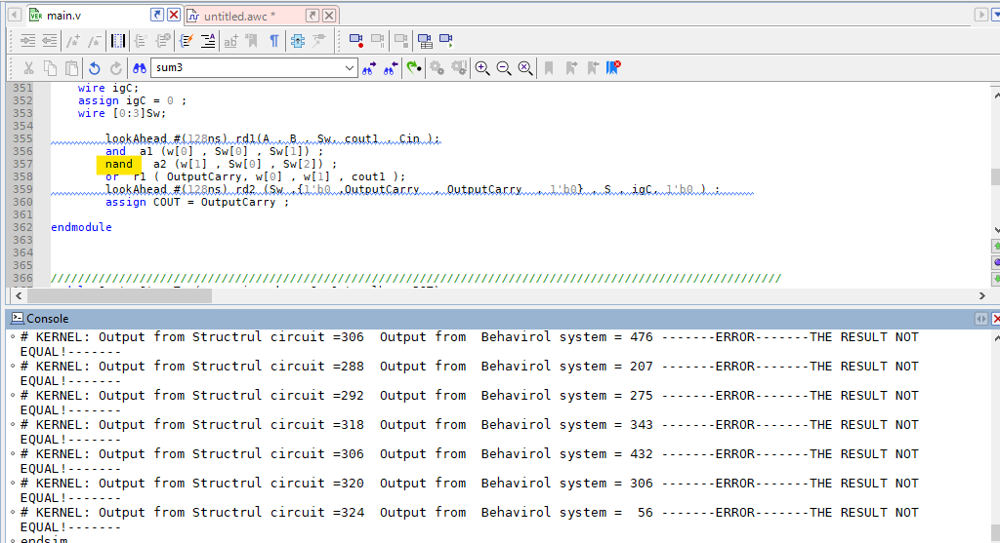 main.v
untitled.awc *
sum3
351 wire igC;
352 assign igC = 0 ;
353 wire [0:3]Sw;
354
355 lookAhead #(128ns) rd1(A , B , Sw, cout1 , Cin );
356 and a1 (w[0] , Sw[0] , Sw[1]) ;
357 nand a2 (w[1] , Sw[0] , Sw[2]) ;
358 or r1 ( OutputCarry, w[0] , w[1] , cout1 );
359 lookAhead #(128ns) rd2 (Sw ,{1'b0 ,OutputCarry , OutputCarry , 1'b0} , S , igC, 1'b0 ) ;
360 assign COUT = OutputCarry ;
361
362 endmodule
363
364
365
366 ////////////////////////////////////////////////////////////////////////////////////////////////////////////
Console
# KERNEL: Output from Structrul circuit =306 Output from Behavirol system = 476 -------ERROR-------THE RESULT NOT
EQUAL!-------
# KERNEL: Output from Structrul circuit =288 Output from Behavirol system = 207 -------ERROR-------THE RESULT NOT
EQUAL!-------
# KERNEL: Output from Structrul circuit =292 Output from Behavirol system = 275 -------ERROR-------THE RESULT NOT
EQUAL!-------
# KERNEL: Output from Structrul circuit =318 Output from Behavirol system = 343 -------ERROR-------THE RESULT NOT
EQUAL!-------
# KERNEL: Output from Structrul circuit =306 Output from Behavirol system = 432 -------ERROR-------THE RESULT NOT
EQUAL!-------
# KERNEL: Output from Structrul circuit =320 Output from Behavirol system = 306 -------ERROR-------THE RESULT NOT
EQUAL!-------
# KERNEL: Output from Structrul circuit =324 Output from Behavirol system = 56 -------ERROR-------THE RESULT NOT
EQUAL!-------
endsim